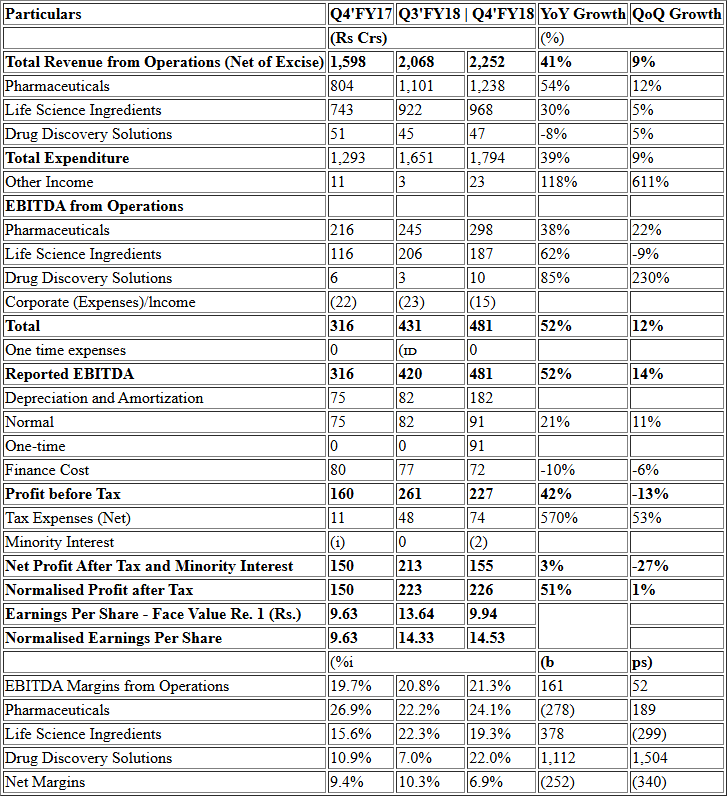 Particulars Q4'FY17 Q3'FY18 | Q4'FY18 YoY Growth QoQ Growth
(Rs Crs) (%)
Total Revenue from Operations (Net of Excise) 1,598 2,068 2,252 41% 9%
Pharmaceuticals 804 1,101 1,238 54% 12%
Life Science Ingredients 743 922 968 30% 5%
Drug Discovery Solutions 51 45 47 -8% 5%
Total Expenditure 1,293 1,651 1,794 39% 9%
Other Income 11 3 23 118% 611%
EBITDA from Operations
Pharmaceuticals 216 245 298 38% 22%
Life Science Ingredients 116 206 187 62% -9%
Drug Discovery Solutions 6 3 10 85% 230%
Corporate (Expenses)/Income (22) (23) (15)
Total 316 431 481 52% 12%
One time expenses 0 (ɪᴅ 0
Reported EBITDA 316 420 481 52% 14%
Depreciation and Amortization 75 82 182
Normal 75 82 91 21% 11%
One-time 0 0 91
Finance Cost 80 77 72 -10% -6%
Profit before Tax 160 261 227 42% -13%
Tax Expenses (Net) 11 48 74 570% 53%
Minority Interest (i) 0 (2)
Net Profit After Tax and Minority Interest 150 213 155 3% -27%
Normalised Profit after Tax 150 223 226 51% 1%
Earnings Per Share - Face Value Re. 1 (Rs.) 9.63 13.64 9.94
Normalised Earnings Per Share 9.63 14.33 14.53
(%i (b ps)
EBITDA Margins from Operations 19.7% 20.8% 21.3% 161 52
Pharmaceuticals 26.9% 22.2% 24.1% (278) 189
Life Science Ingredients 15.6% 22.3% 19.3% 378 (299)
Drug Discovery Solutions 10.9% 7.0% 22.0% 1,112 1,504
Net Margins 9.4% 10.3% 6.9% (252) (340)